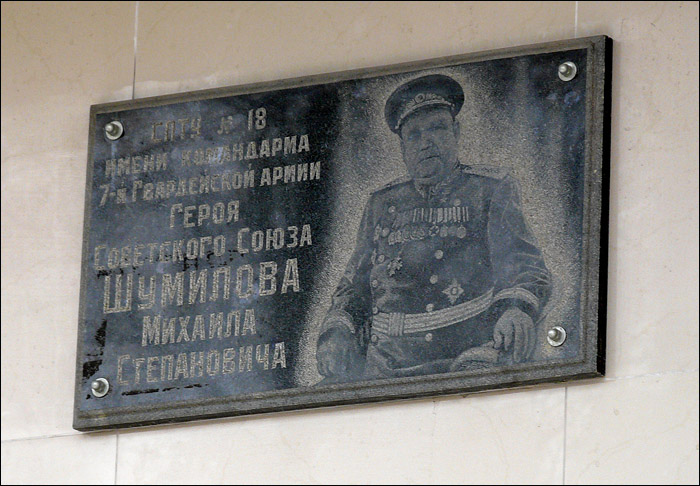 СПТУ № 18
имени командарма
7-й Гвардейской армии
Героя
Советского Союза
Шумилова
Михаила
Степановича